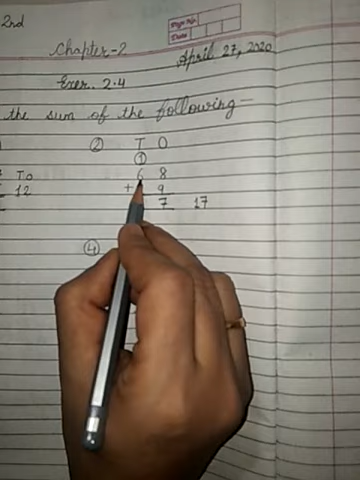 2nd
Page No.
Date
Chapter-2
April 27, 2020
Exer. 2.4
the sum of the following-
② T O
①
TO 6 8
12 + 9
7 17
④